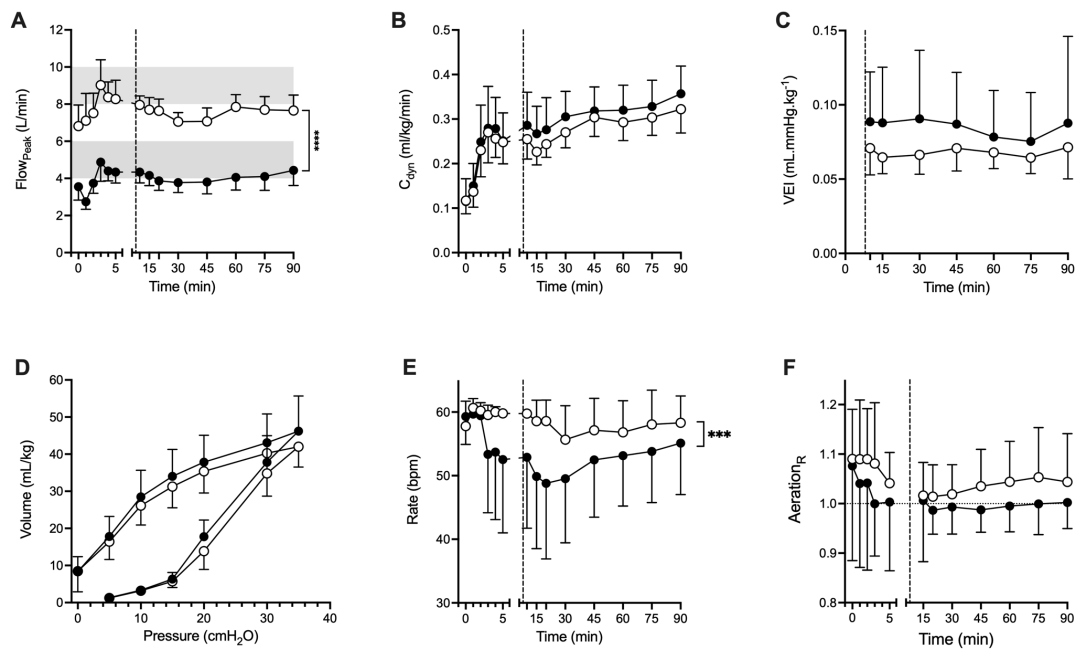 A
12
10
8
6
4
2
0
Flow_Peak (L/min)
****
0 5 15 30 45 60 75 90
Time (min)
B
0.5
0.4
0.3
0.2
0.1
0.0
C_dyn (ml/kg/min)
0 5 15 30 45 60 75 90
Time (min)
C
0.15
0.10
0.05
0.00
VEI (mL.mmHg.kg⁻¹)
0 15 30 45 60 75 90
Time (min)
D
60
50
40
30
20
10
0
Volume (mL/kg)
0 10 20 30 40
Pressure (cmH₂O)
E
60
50
40
30
Rate (bpm)
***
0 5 15 30 45 60 75 90
Time (min)
F
1.2
1.1
1.0
0.9
0.8
Aeration_R
0 5 15 30 45 60 75 90
Time (min)